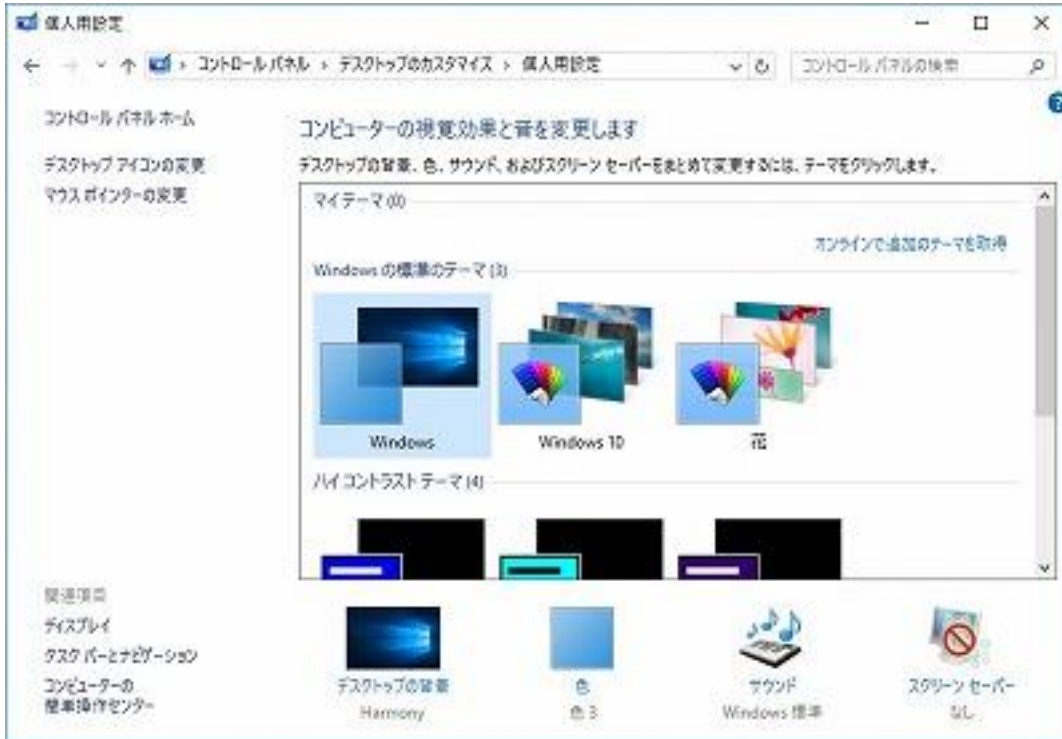 個人用設定
コントロール パネル › デスクトップのカスタマイズ › 個人用設定
コントロール パネルの検索
コントロール パネル ホーム
デスクトップ アイコンの変更
マウス ポインターの変更
コンピューターの視覚効果と音を変更します
デスクトップの背景、色、サウンド、およびスクリーン セーバーをまとめて変更するには、テーマをクリックします。
マイ テーマ (0)
オンラインで追加のテーマを取得
Windows の標準のテーマ (3)
Windows
Windows 10
花
ハイ コントラスト テーマ (4)
関連項目
ディスプレイ
タスク バーとナビゲーション
コンピューターの
簡単操作センター
デスクトップの背景
Harmony
色
色 3
サウンド
Windows 標準
スクリーン セーバー
なし